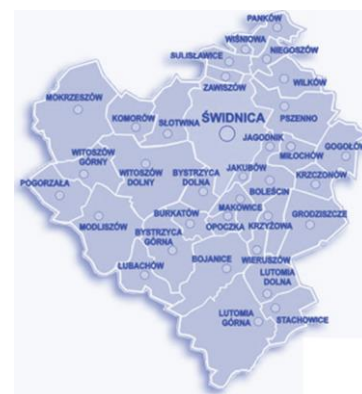 PANKÓW
WIŚNIOWA
NIEGOSZÓW
SULISŁAWICE
WILKÓW
ZAWISZÓW
MOKRZESZÓW
KOMORÓW
SŁOTWINA
ŚWIDNICA
PSZENNO
JAGODNIK
MIŁOCHÓW
GOGOŁÓW
WITOSZÓW
GÓRNY
WITOSZÓW
DOLNY
BYSTRZYCA
DOLNA
JAKUBÓW
KRZCZONÓW
POGORZAŁA
BOLEŚCIN
MODLISZÓW
BURKATÓW
MAKOWICE
OPOCZKA
KRZYŻOWA
GRODZISZCZE
BYSTRZYCA
GÓRNA
LUBACHÓW
BOJANICE
WIERUSZÓW
LUTOMIA
DOLNA
LUTOMIA
GÓRNA
STACHOWICE